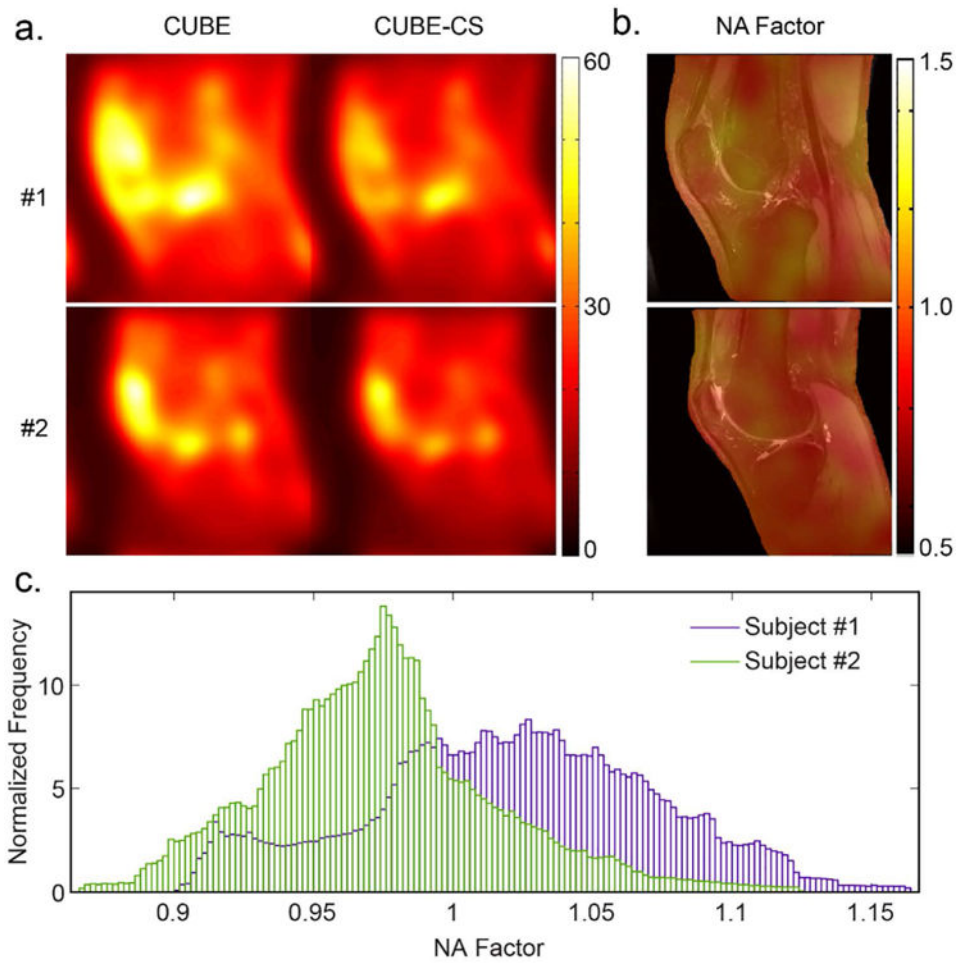 a. CUBE CUBE-CS b. NA Factor
60 1.5
#1
30 1.0
#2
0 0.5
c.
Subject #1
Subject #2
10
5
0
Normalized Frequency
0.9 0.95 1 1.05 1.1 1.15
NA Factor